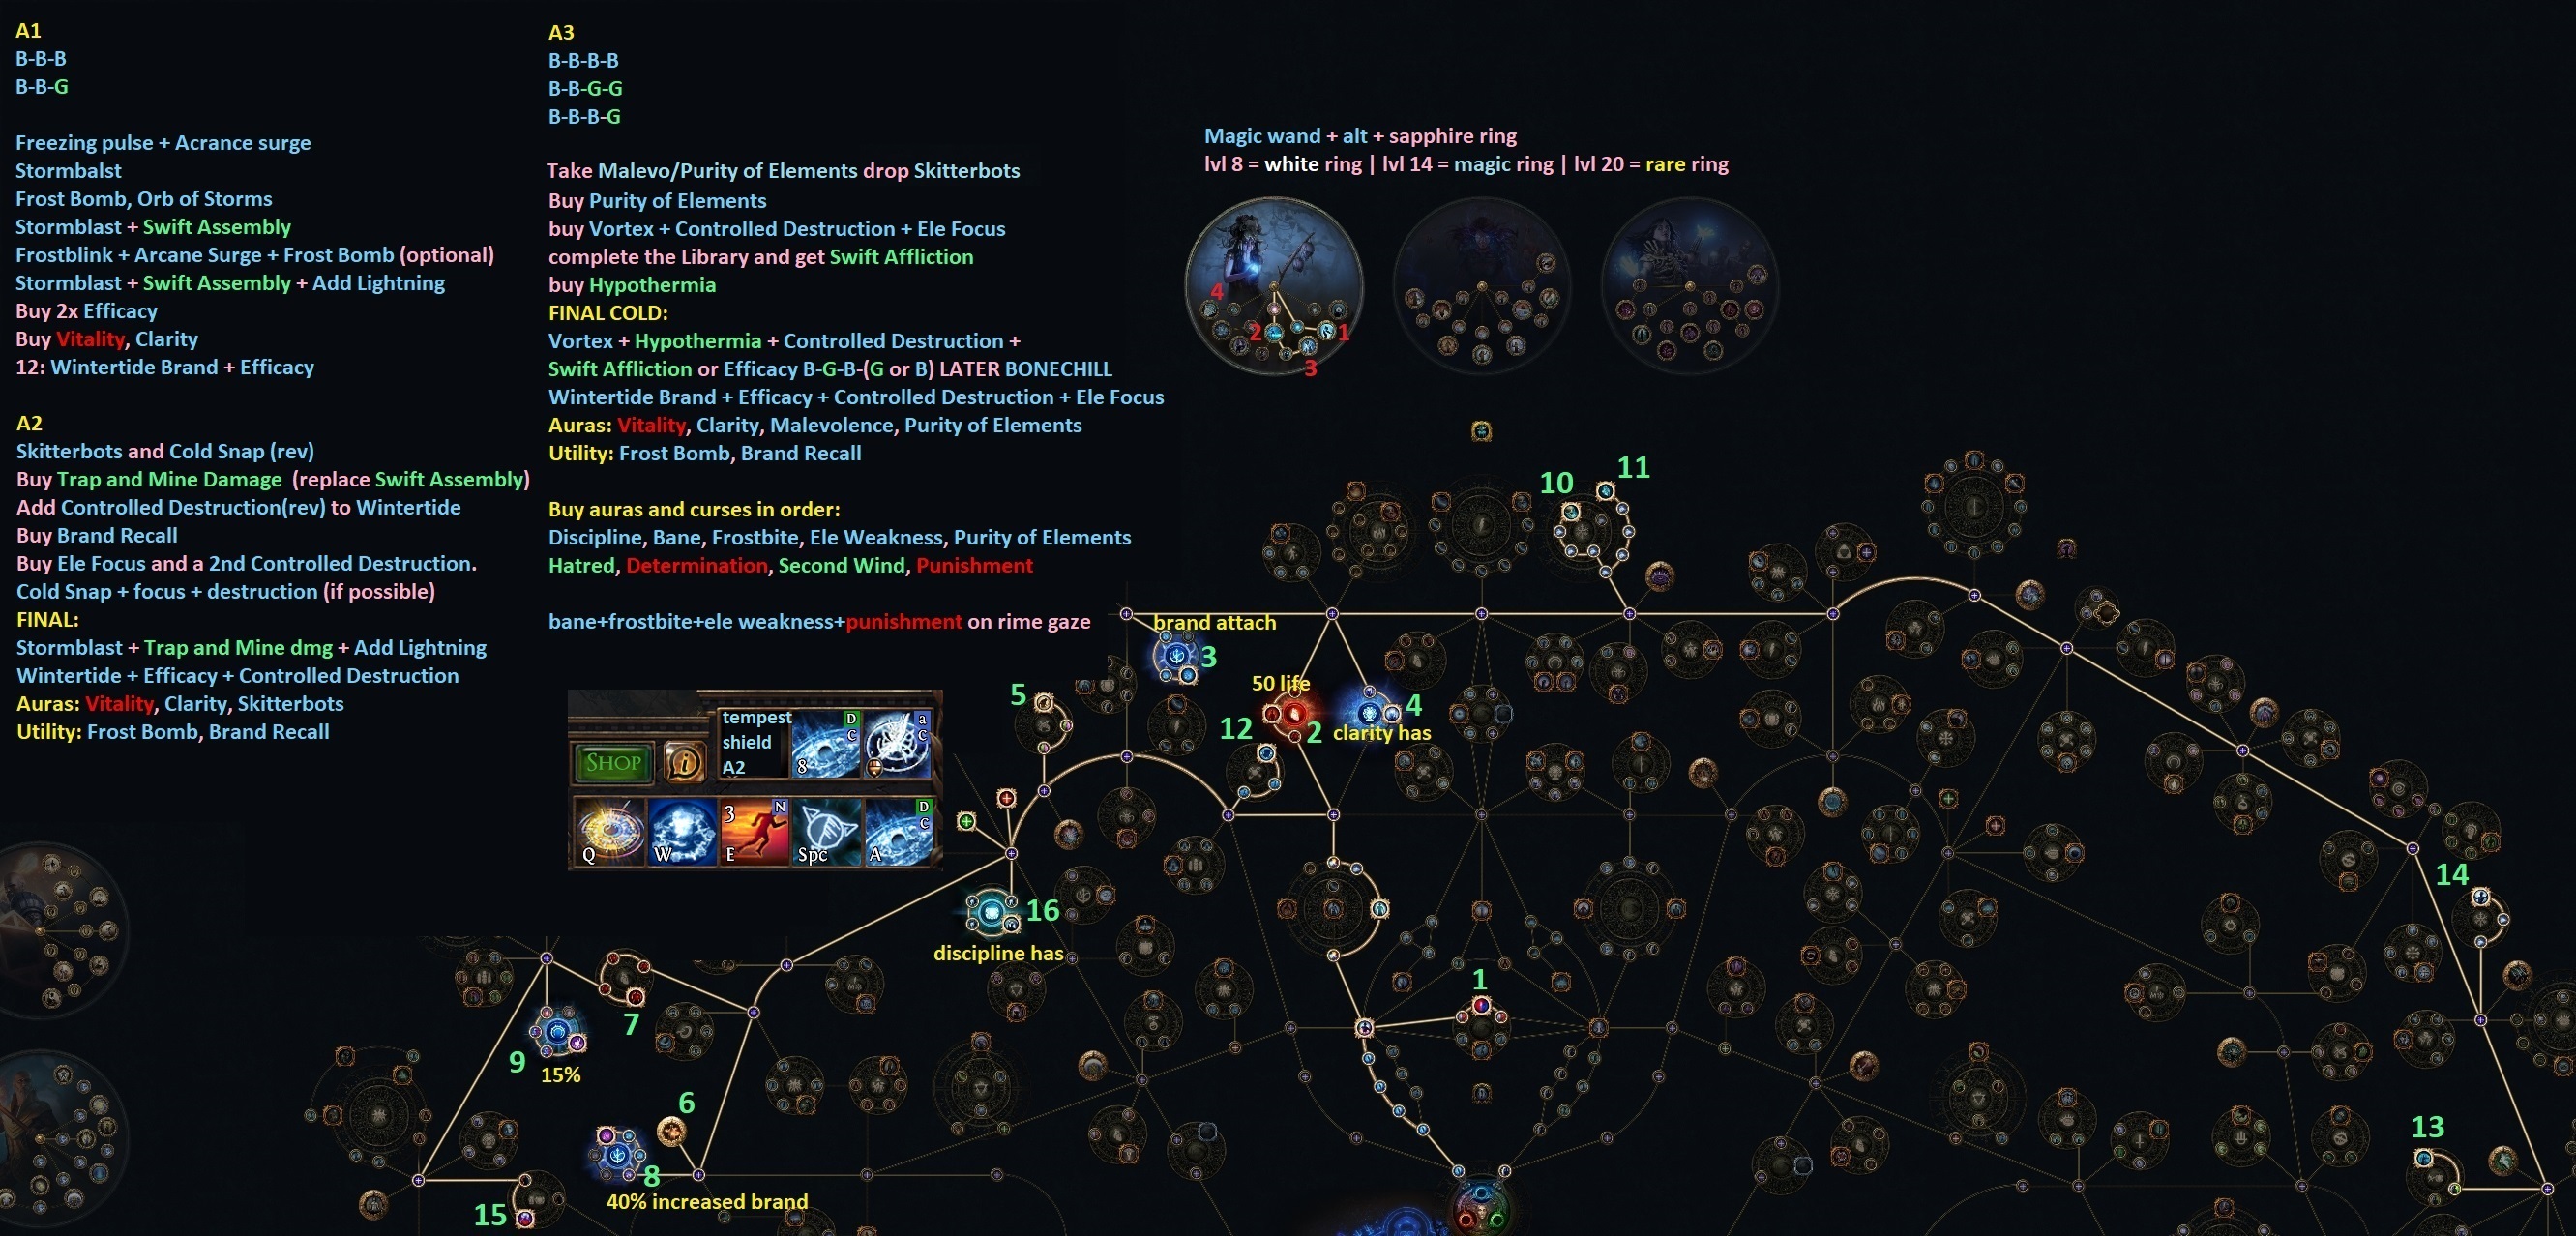 A1
B-B-B
B-B-G
Freezing pulse + Acrance surge
Stormbalst
Frost Bomb, Orb of Storms
Stormblast + Swift Assembly
Frostblink + Arcane Surge + Frost Bomb (optional)
Stormblast + Swift Assembly + Add Lightning
Buy 2x Efficacy
Buy Vitality, Clarity
12: Wintertide Brand + Efficacy
A2
Skitterbots and Cold Snap (rev)
Buy Trap and Mine Damage (replace Swift Assembly)
Add Controlled Destruction(rev) to Wintertide
Buy Brand Recall
Buy Ele Focus and a 2nd Controlled Destruction.
Cold Snap + focus + destruction (if possible)
FINAL:
Stormblast + Trap and Mine dmg + Add Lightning
Wintertide + Efficacy + Controlled Destruction
Auras: Vitality, Clarity, Skitterbots
Utility: Frost Bomb, Brand Recall
A3
B-B-B-B
B-B-G-G
B-B-B-G
Take Malevo/Purity of Elements drop Skitterbots
Buy Purity of Elements
buy Vortex + Controlled Destruction + Ele Focus
complete the Library and get Swift Affliction
buy Hypothermia
FINAL COLD:
Vortex + Hypothermia + Controlled Destruction +
Swift Affliction or Efficacy B-G-B-(G or B) LATER BONECHILL
Wintertide Brand + Efficacy + Controlled Destruction + Ele Focus
Auras: Vitality, Clarity, Malevolence, Purity of Elements
Utility: Frost Bomb, Brand Recall
Buy auras and curses in order:
Discipline, Bane, Frostbite, Ele Weakness, Purity of Elements
Hatred, Determination, Second Wind, Punishment
bane+frostbite+ele weakness+punishment on rime gaze
Magic wand + alt + sapphire ring
lvl 8 = white ring | lvl 14 = magic ring | lvl 20 = rare ring
4
2
1
3
10
11
brand attach
3
50 life
5
4
12
2
clarity has
tempest
shield
A2
8
D
C
a
C
SHOP
i
Q
W
3
N
E
Spc
A
D
C
16
discipline has
14
1
7
9
15%
6
8
40% increased brand
13
15